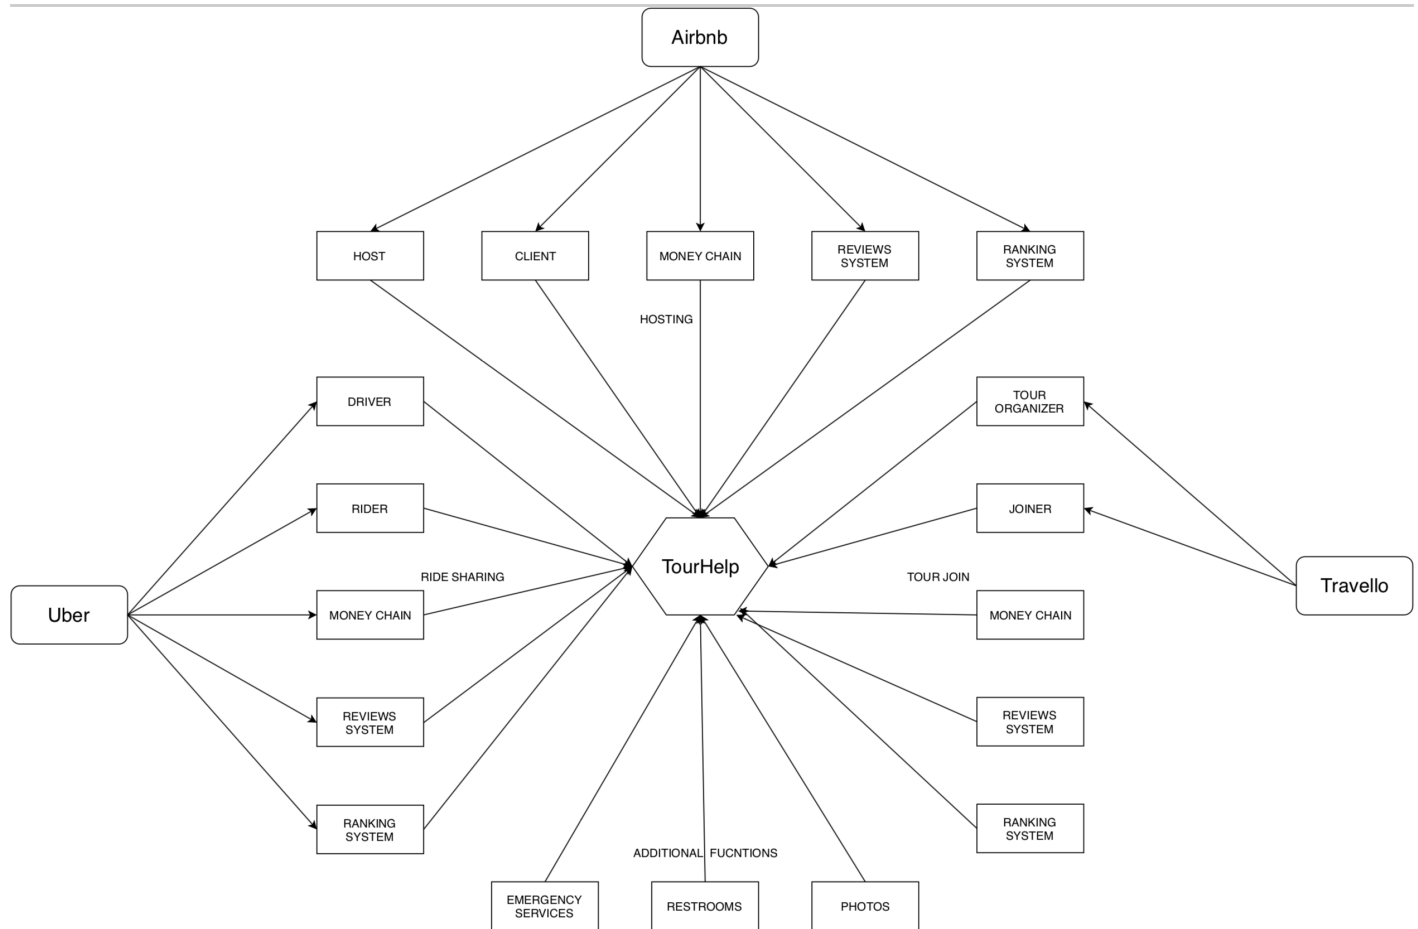 Airbnb
HOST
CLIENT
MONEY CHAIN
REVIEWS
SYSTEM
RANKING
SYSTEM
HOSTING
DRIVER
TOUR
ORGANIZER
RIDER
JOINER
TourHelp
RIDE SHARING
TOUR JOIN
Travello
Uber
MONEY CHAIN
MONEY CHAIN
REVIEWS
SYSTEM
REVIEWS
SYSTEM
RANKING
SYSTEM
RANKING
SYSTEM
ADDITIONAL FUCNTIONS
EMERGENCY
SERVICES
RESTROOMS
PHOTOS